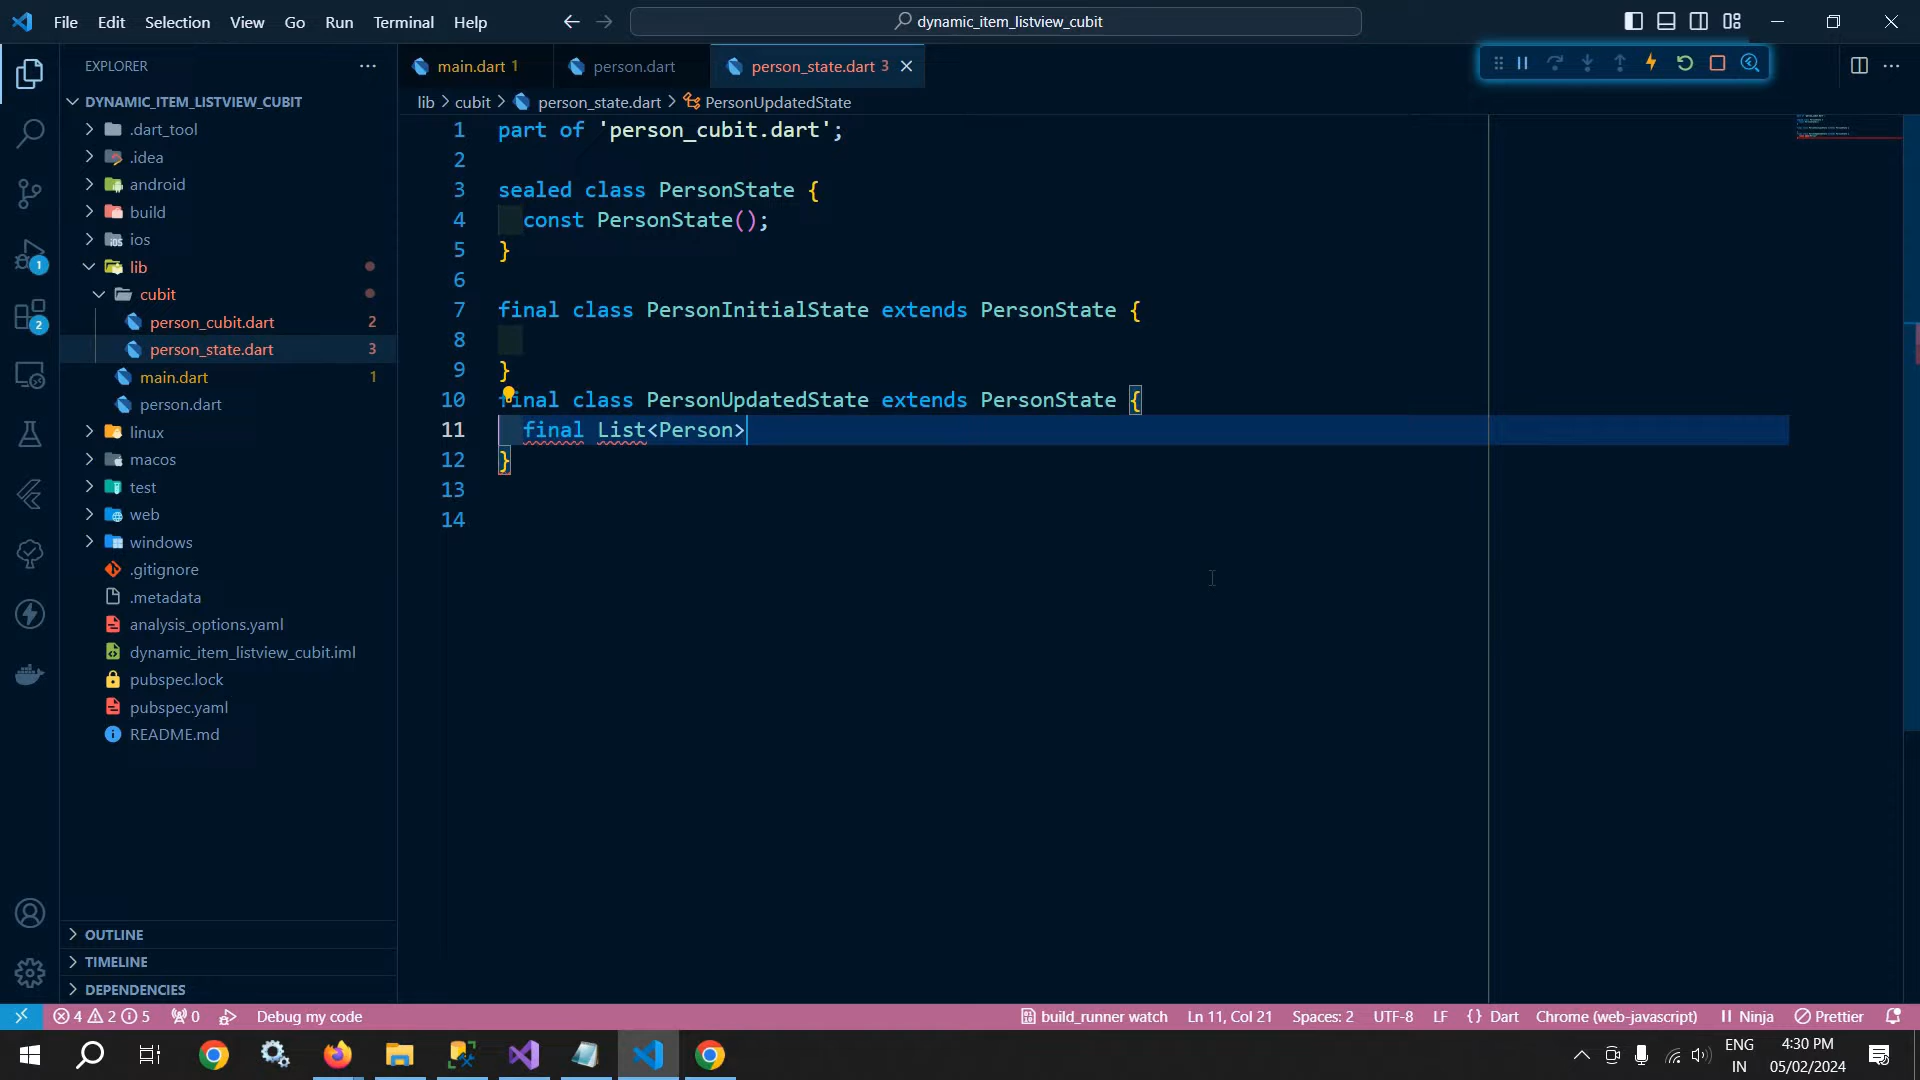 File Edit Selection View Go Run Terminal Help
dynamic_item_listview_cubit
EXPLORER
main.dart 1
person.dart
person_state.dart 3
lib > cubit > person_state.dart > PersonUpdatedState
DYNAMIC_ITEM_LISTVIEW_CUBIT
.dart_tool
.idea
android
build
ios
lib
cubit
person_cubit.dart 2
person_state.dart 3
main.dart 1
person.dart
linux
macos
test
web
windows
.gitignore
.metadata
analysis_options.yaml
dynamic_item_listview_cubit.iml
pubspec.lock
pubspec.yaml
README.md
OUTLINE
TIMELINE
DEPENDENCIES
1
2
1 part of 'person_cubit.dart';
2
3 sealed class PersonState {
4 const PersonState();
5 }
6
7 final class PersonInitialState extends PersonState {
8
9 }
10 final class PersonUpdatedState extends PersonState {
11 final List<Person>
12 }
13
14
4 2 5 0 Debug my code build_runner watch Ln 11, Col 21 Spaces: 2 UTF-8 LF {} Dart Chrome (web-javascript) Ninja Prettier
ENG
IN
4:30 PM
05/02/2024